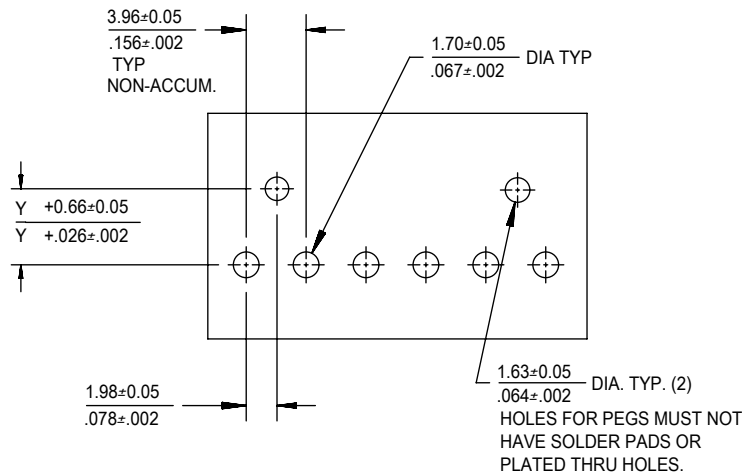 3.96±0.05
.156±.002
TYP
NON-ACCUM.
1.70±0.05
.067±.002
DIA TYP
Y +0.66±0.05
Y +.026±.002
1.98±0.05
.078±.002
1.63±0.05
.064±.002
DIA. TYP. (2)
HOLES FOR PEGS MUST NOT
HAVE SOLDER PADS OR
PLATED THRU HOLES.